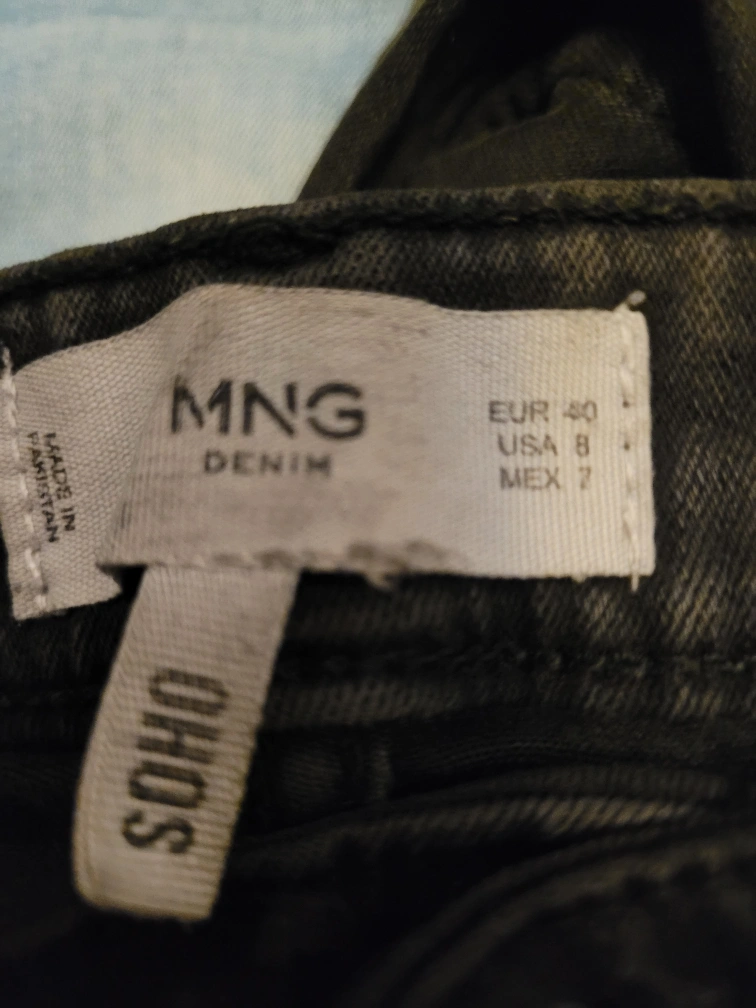 MNG
DENIM
EUR 40
USA 8
MEX 7
MADE IN
PAKISTAN
SOHO